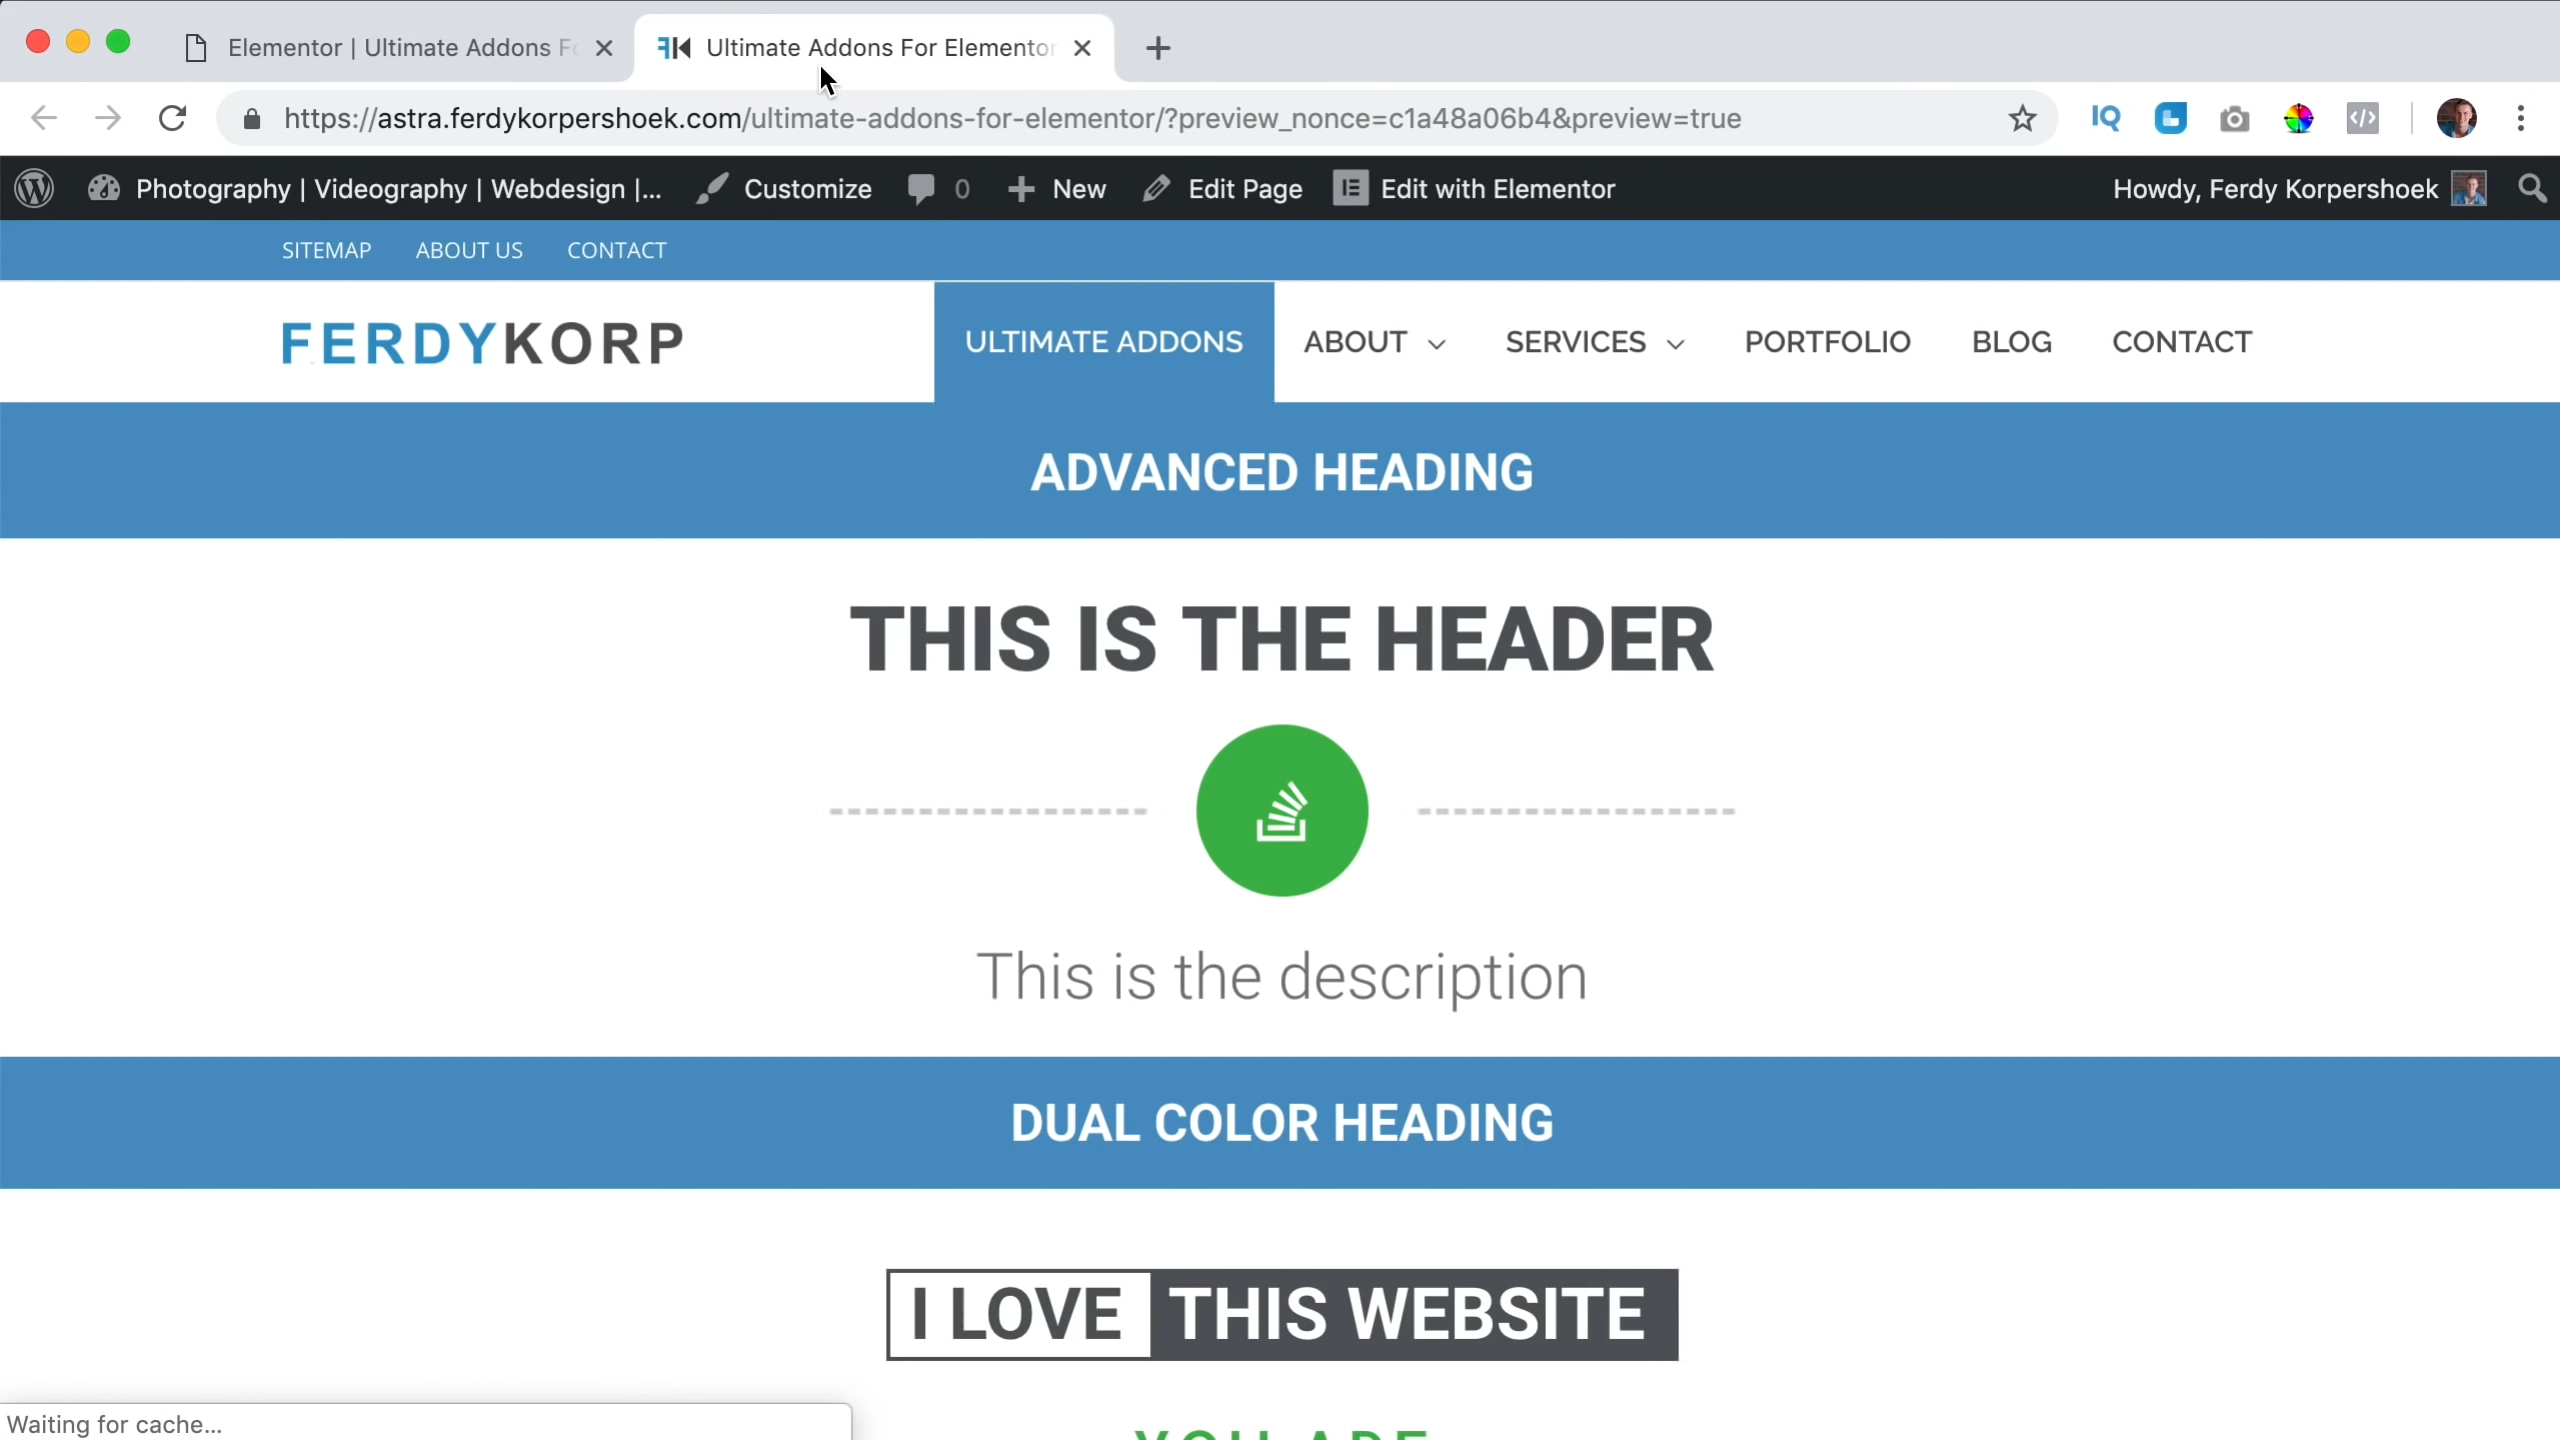 Elementor | Ultimate Addons
Ultimate Addons For Elementor
https://astra.ferdykorpershoek.com/ultimate-addons-for-elementor/?preview_nonce=c1a48a06b4&preview=true
IQ
Photography | Videography | Webdesign |... Customize 0 New Edit Page Edit with Elementor Howdy, Ferdy Korpershoek
SITEMAP ABOUT US CONTACT
FERDYKORP
ULTIMATE ADDONS ABOUT SERVICES PORTFOLIO BLOG CONTACT
ADVANCED HEADING
THIS IS THE HEADER
This is the description
DUAL COLOR HEADING
I LOVE THIS WEBSITE
YOU ARE
Waiting for cache...